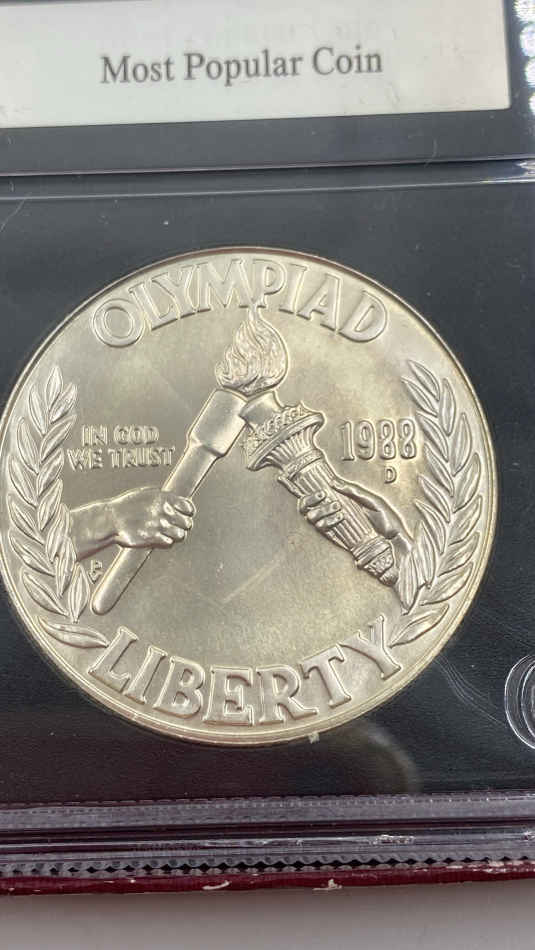 Most Popular Coin
OLYMPIAD
IN GOD
WE TRUST
1988
D
P
LIBERTY